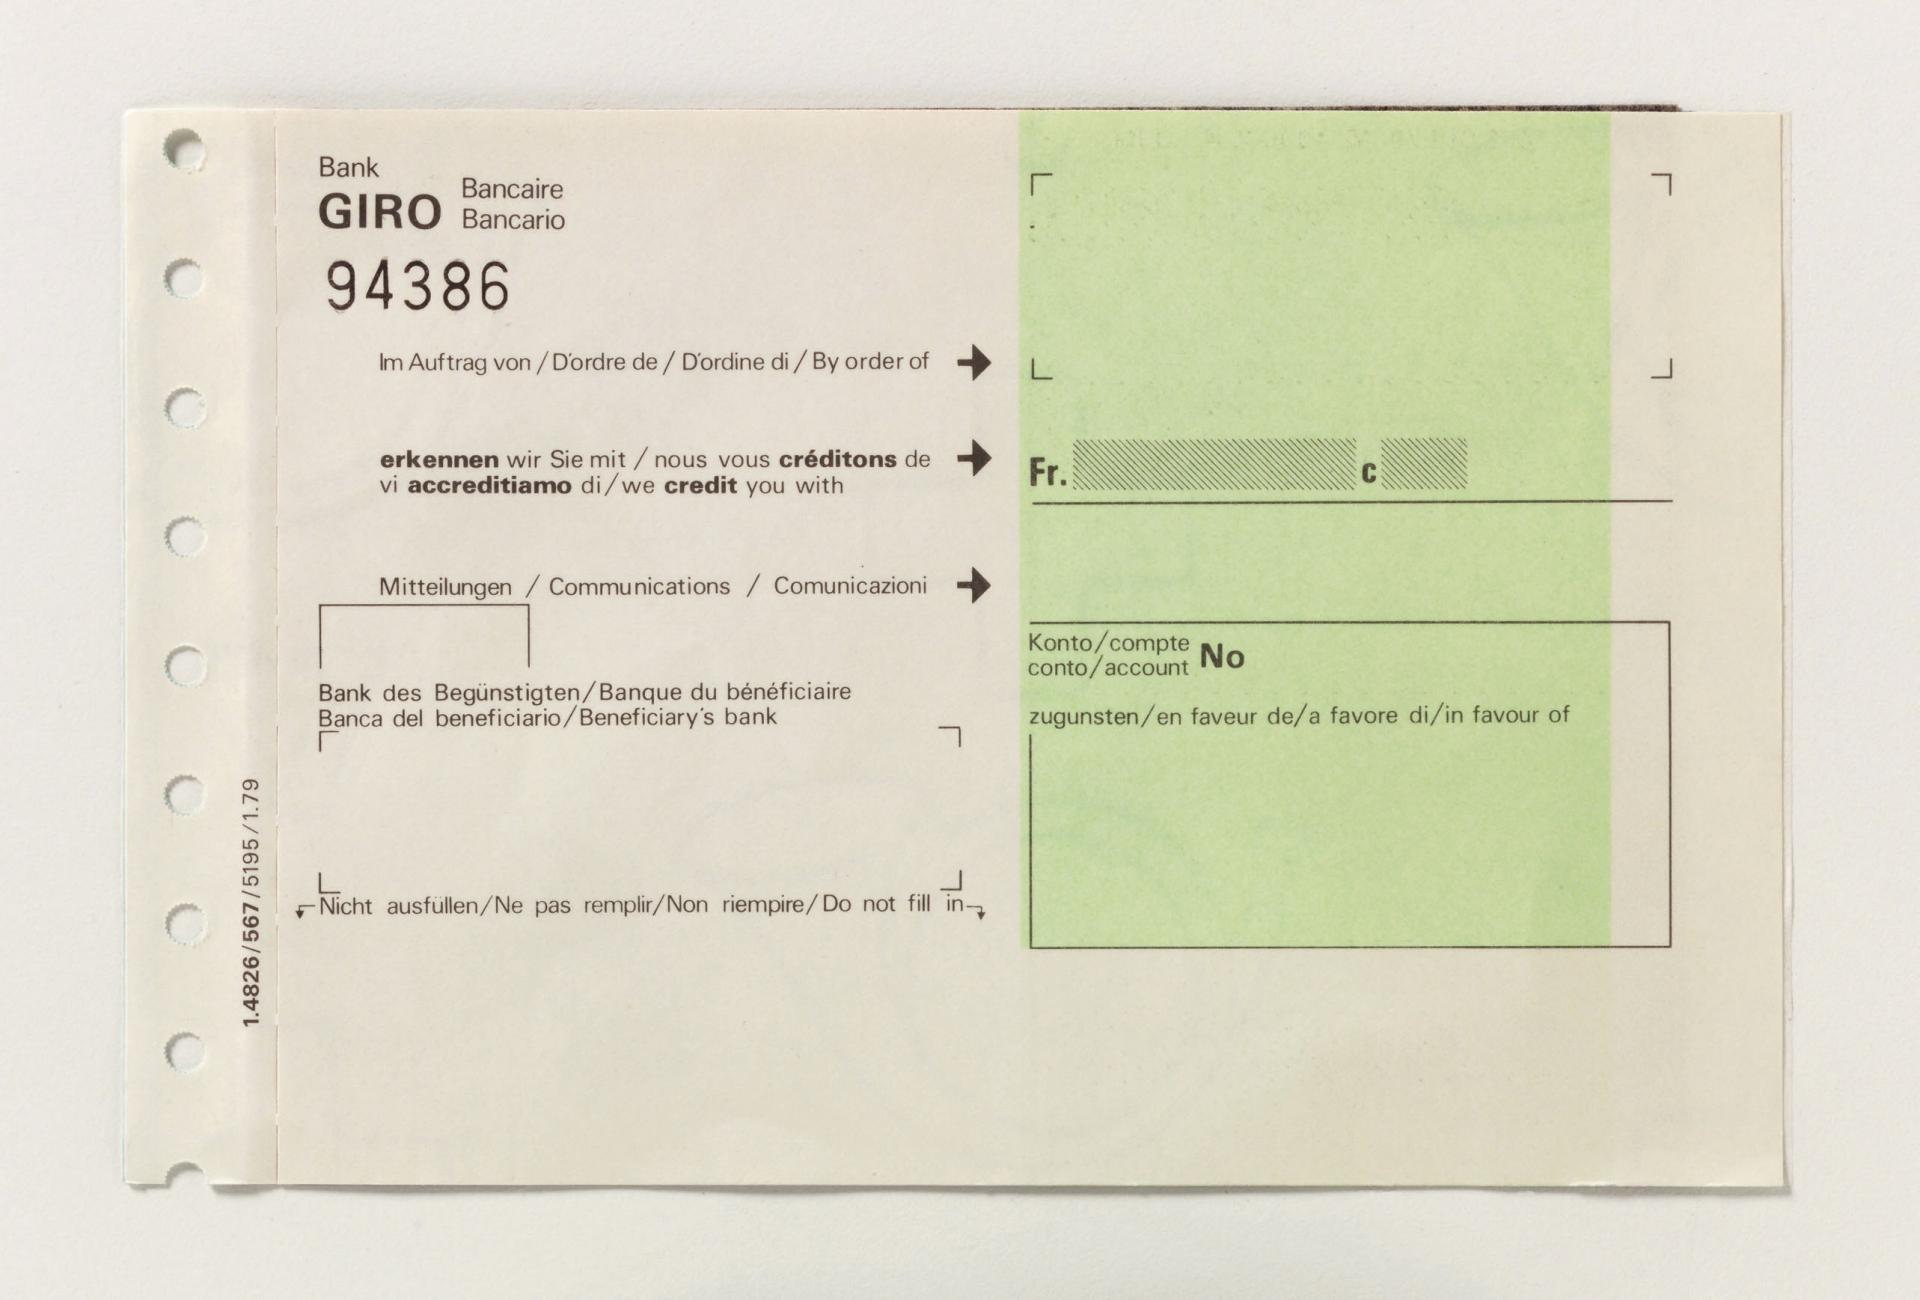 Bank
GIRO Bancaire
Bancario
94386
Im Auftrag von / D'ordre de / D'ordine di / By order of
erkennen wir Sie mit / nous vous créditons de
vi accreditiamo di / we credit you with
Fr. c
Mitteilungen / Communications / Comunicazioni
Konto/compte
conto/account No
Bank des Begünstigten/Banque du bénéficiaire
Banca del beneficiario/Beneficiary's bank
zugunsten/en faveur de/a favore di/in favour of
Nicht ausfüllen/Ne pas remplir/Non riempire/Do not fill in
1.4826/567/5195/1.79